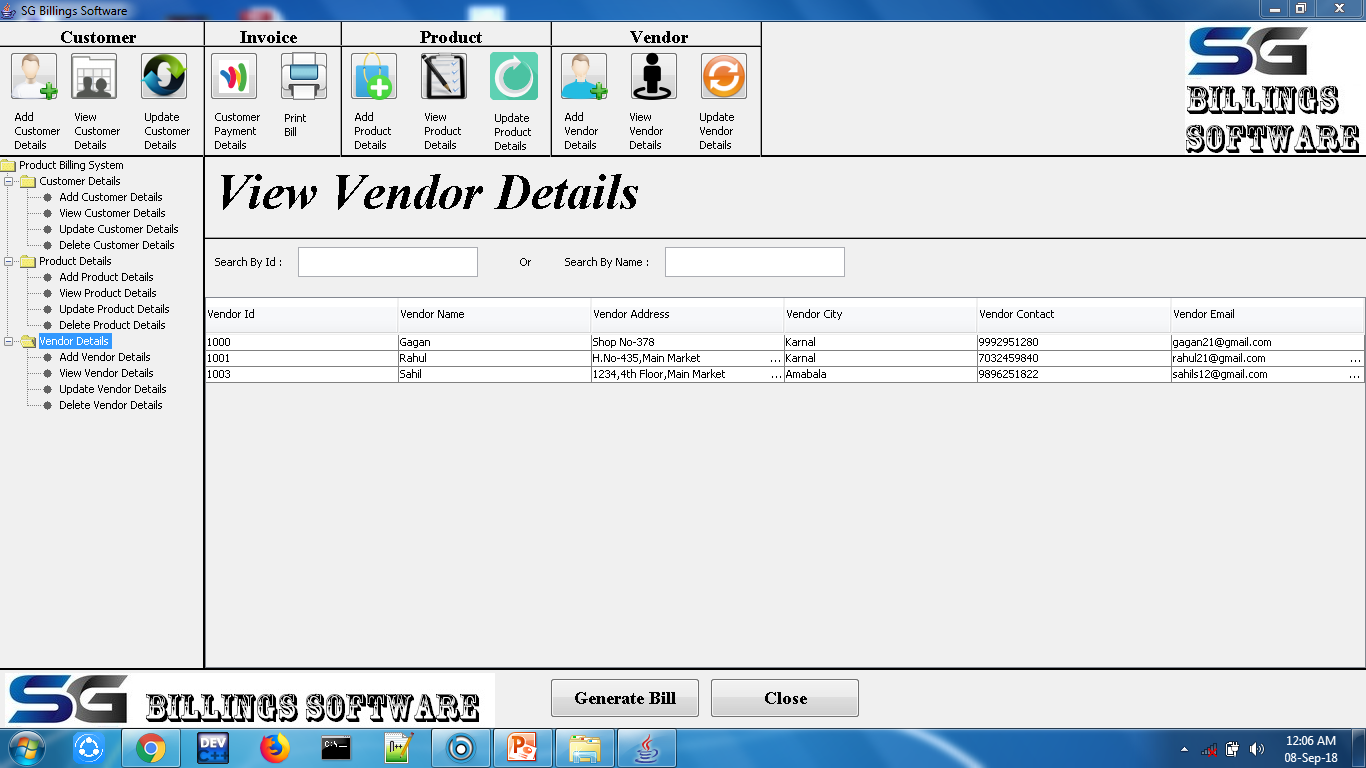 SG Billings Software
Customer Invoice Product Vendor
Add Customer Details
View Customer Details
Update Customer Details
Customer Payment Details
Print Bill
Add Product Details
View Product Details
Update Product Details
Add Vendor Details
View Vendor Details
Update Vendor Details
SG
BILLINGS
SOFTWARE
Product Billing System
Customer Details
Add Customer Details
View Customer Details
Update Customer Details
Delete Customer Details
Product Details
Add Product Details
View Product Details
Update Product Details
Delete Product Details
Vendor Details
Add Vendor Details
View Vendor Details
Update Vendor Details
Delete Vendor Details
View Vendor Details
Search By Id : Or Search By Name :
Vendor Id Vendor Name Vendor Address Vendor City Vendor Contact Vendor Email
1000 Gagan Shop No-378 Karnal 9992951280 gagan21@gmail.com
1001 Rahul H.No-435,Main Market ... Karnal 7032459840 rahul21@gmail.com ...
1003 Sahil 1234,4th Floor,Main Market ... Amabala 9896251822 sahils12@gmail.com ...
SG BILLINGS SOFTWARE
Generate Bill Close
DEV C++
C:\._
n++
P
12:06 AM
08-Sep-18